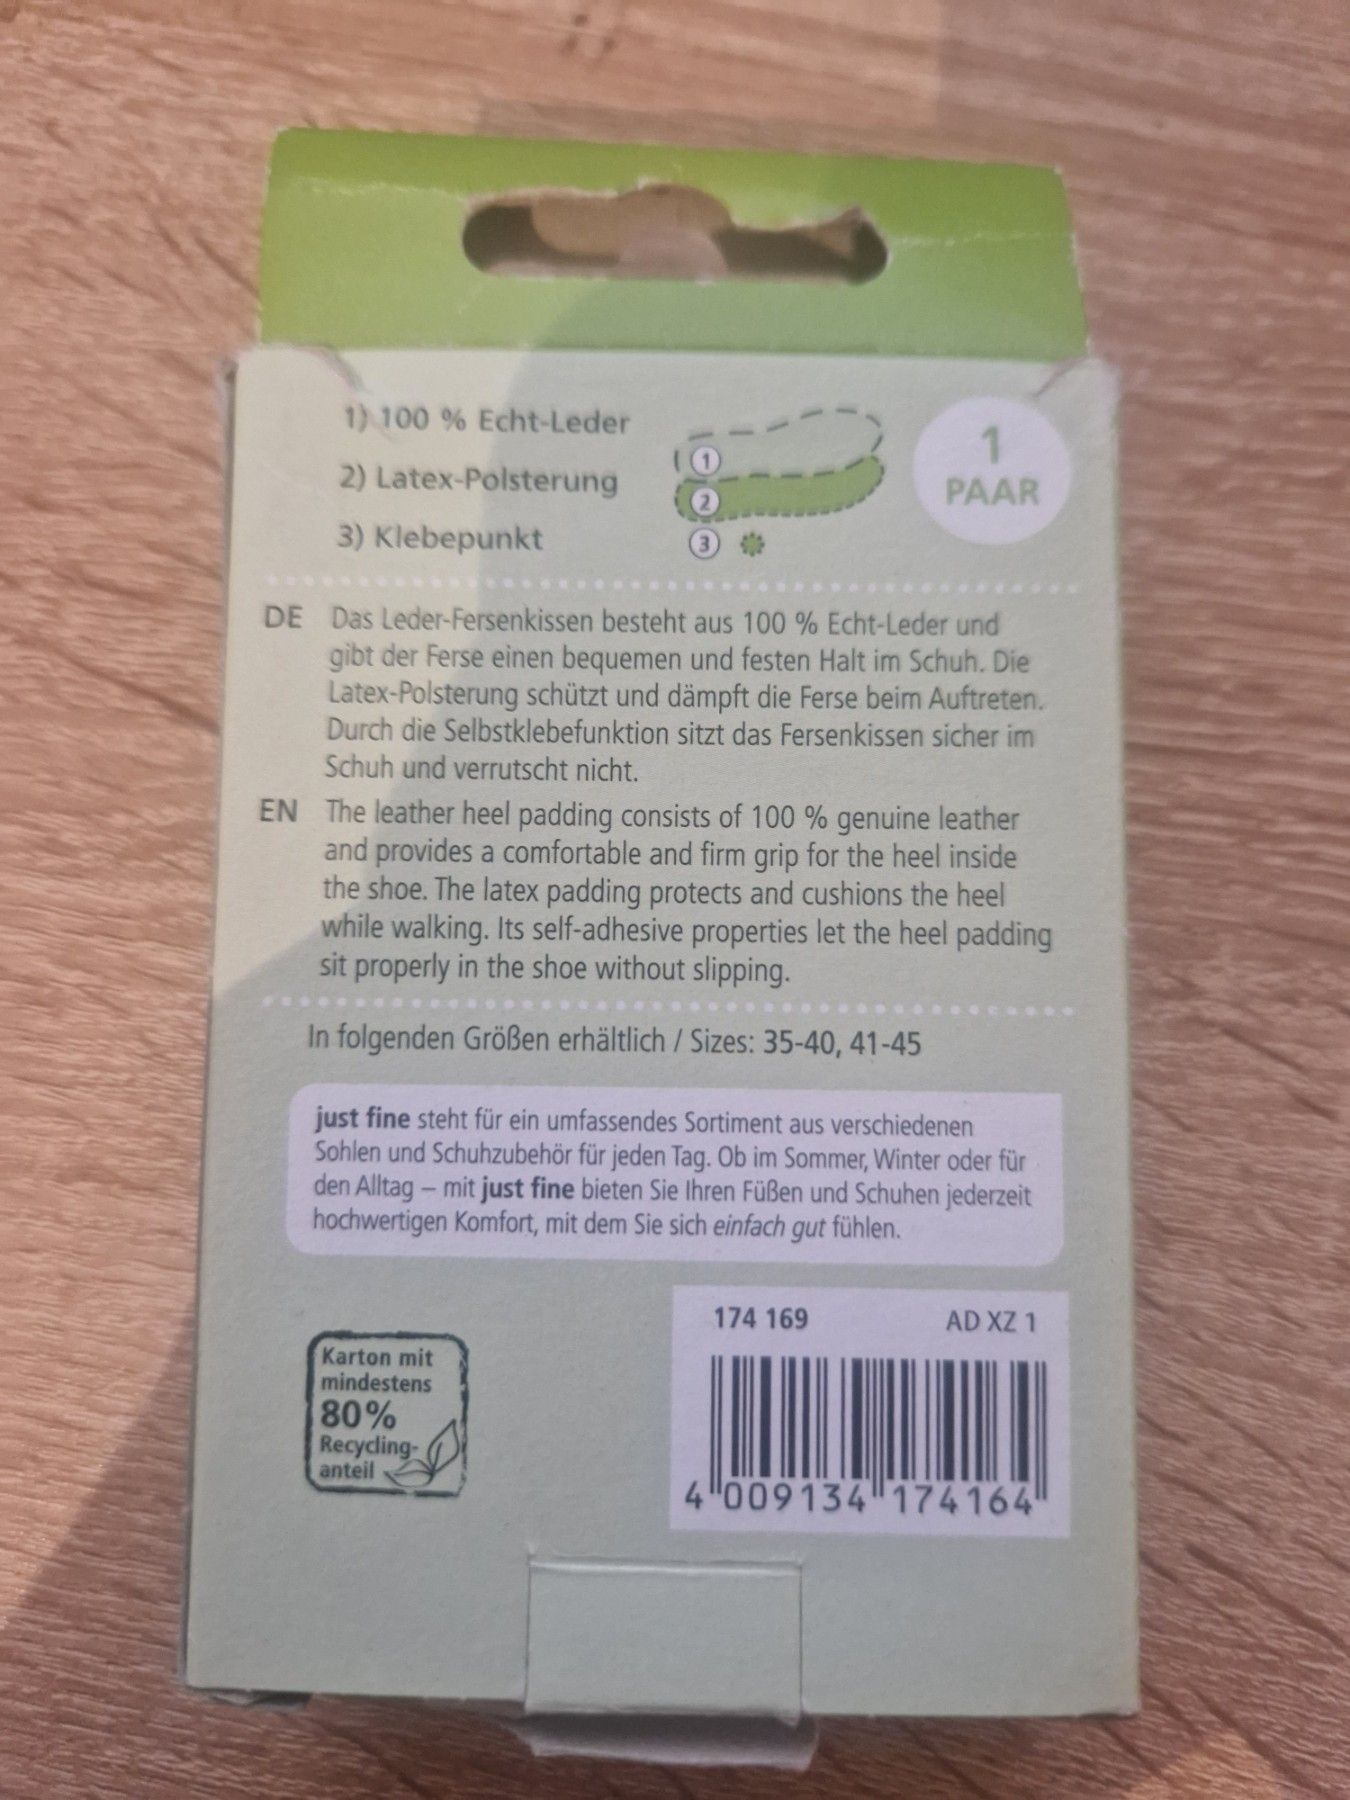 1) 100 % Echt-Leder
2) Latex-Polsterung
3) Klebepunkt
1
2
3
1
PAAR
DE Das Leder-Fersenkissen besteht aus 100 % Echt-Leder und
gibt der Ferse einen bequemen und festen Halt im Schuh. Die
Latex-Polsterung schützt und dämpft die Ferse beim Auftreten.
Durch die Selbstklebefunktion sitzt das Fersenkissen sicher im
Schuh und verrutscht nicht.
EN The leather heel padding consists of 100 % genuine leather
and provides a comfortable and firm grip for the heel inside
the shoe. The latex padding protects and cushions the heel
while walking. Its self-adhesive properties let the heel padding
sit properly in the shoe without slipping.
In folgenden Größen erhältlich / Sizes: 35-40, 41-45
just fine steht für ein umfassendes Sortiment aus verschiedenen
Sohlen und Schuhzubehör für jeden Tag. Ob im Sommer, Winter oder für
den Alltag – mit just fine bieten Sie Ihren Füßen und Schuhen jederzeit
hochwertigen Komfort, mit dem Sie sich einfach gut fühlen.
Karton mit
mindestens
80%
Recycling-
anteil
174 169 AD XZ 1
4 009134 174164